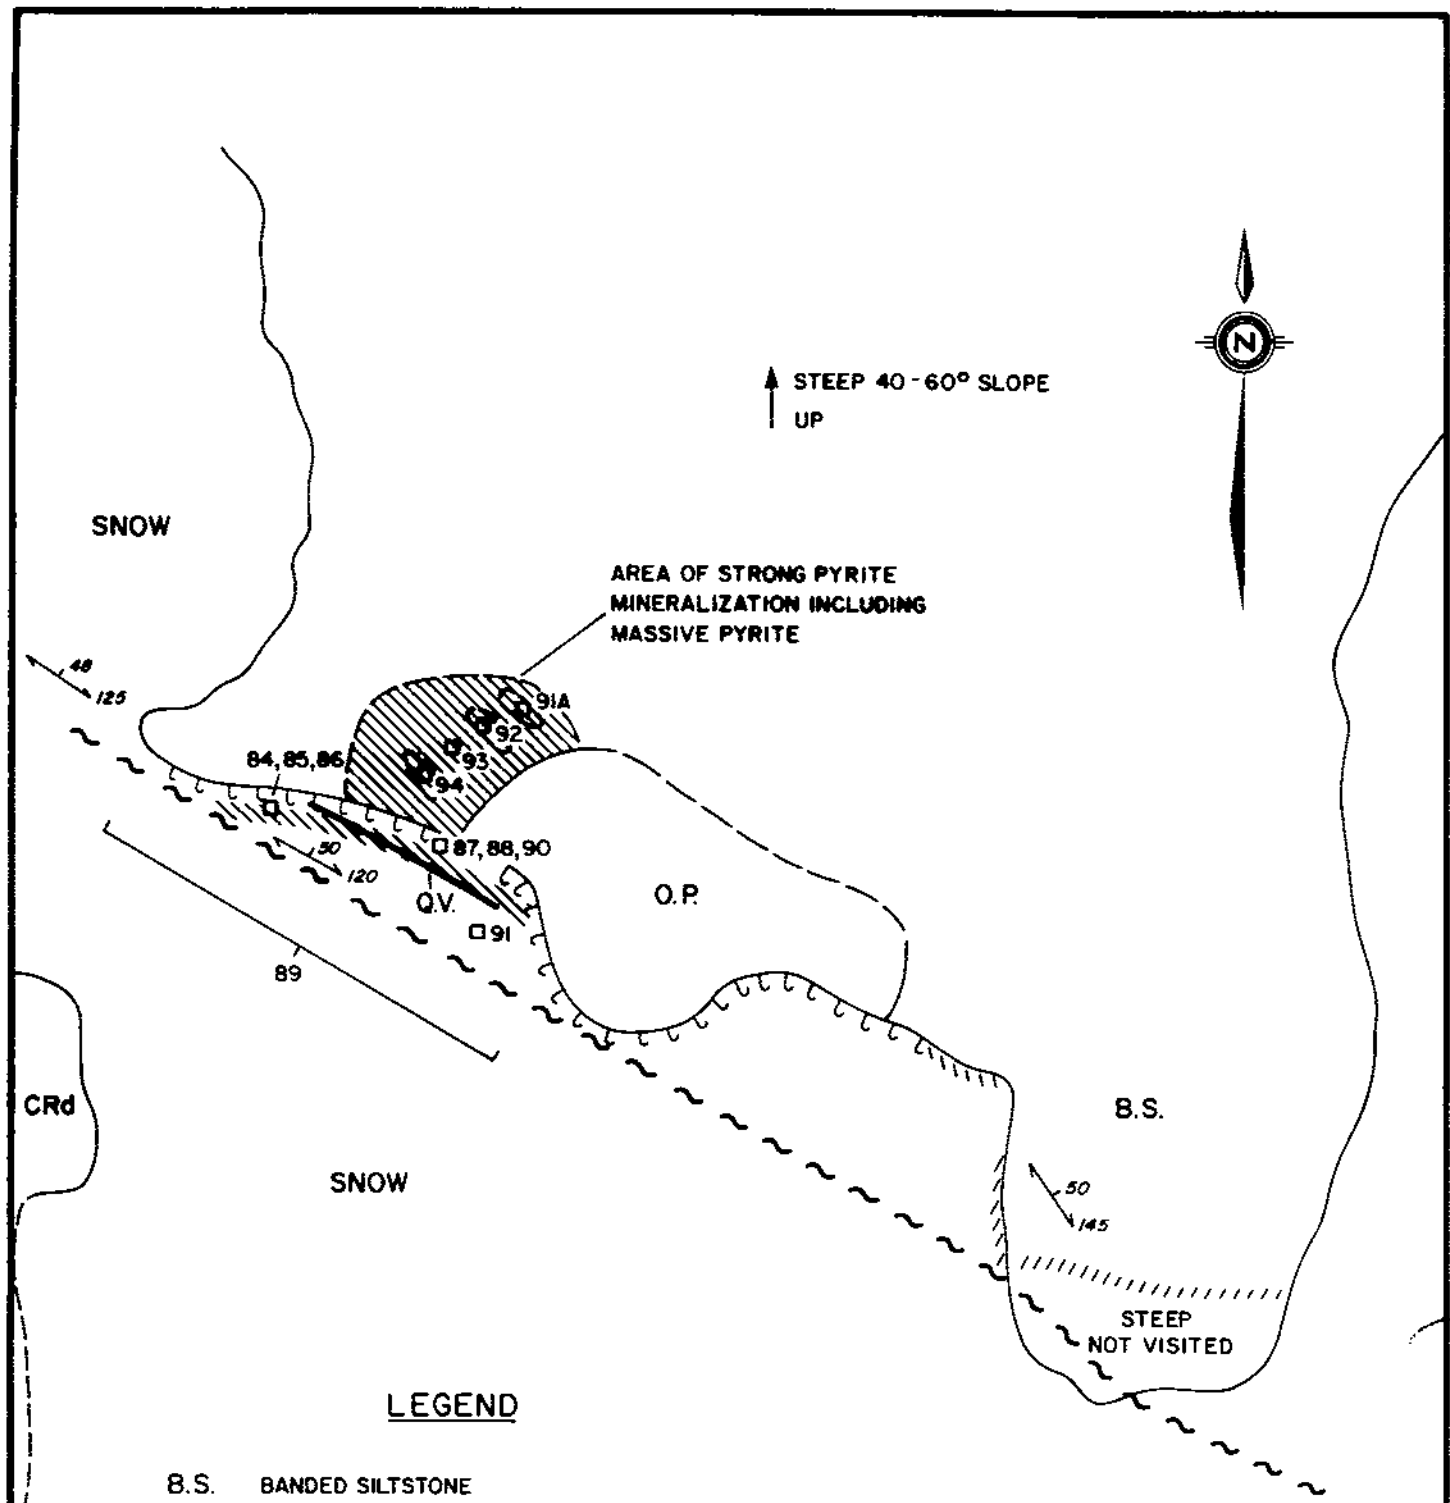 STEEP 40-60° SLOPE
UP
N
SNOW
AREA OF STRONG PYRITE
MINERALIZATION INCLUDING
MASSIVE PYRITE
48
125
91A
92
93
94
84,85,86
87,88,90
50
120
Q.V.
O.P.
91
89
CRd
B.S.
SNOW
50
145
STEEP
NOT VISITED
LEGEND
B.S. BANDED SILTSTONE